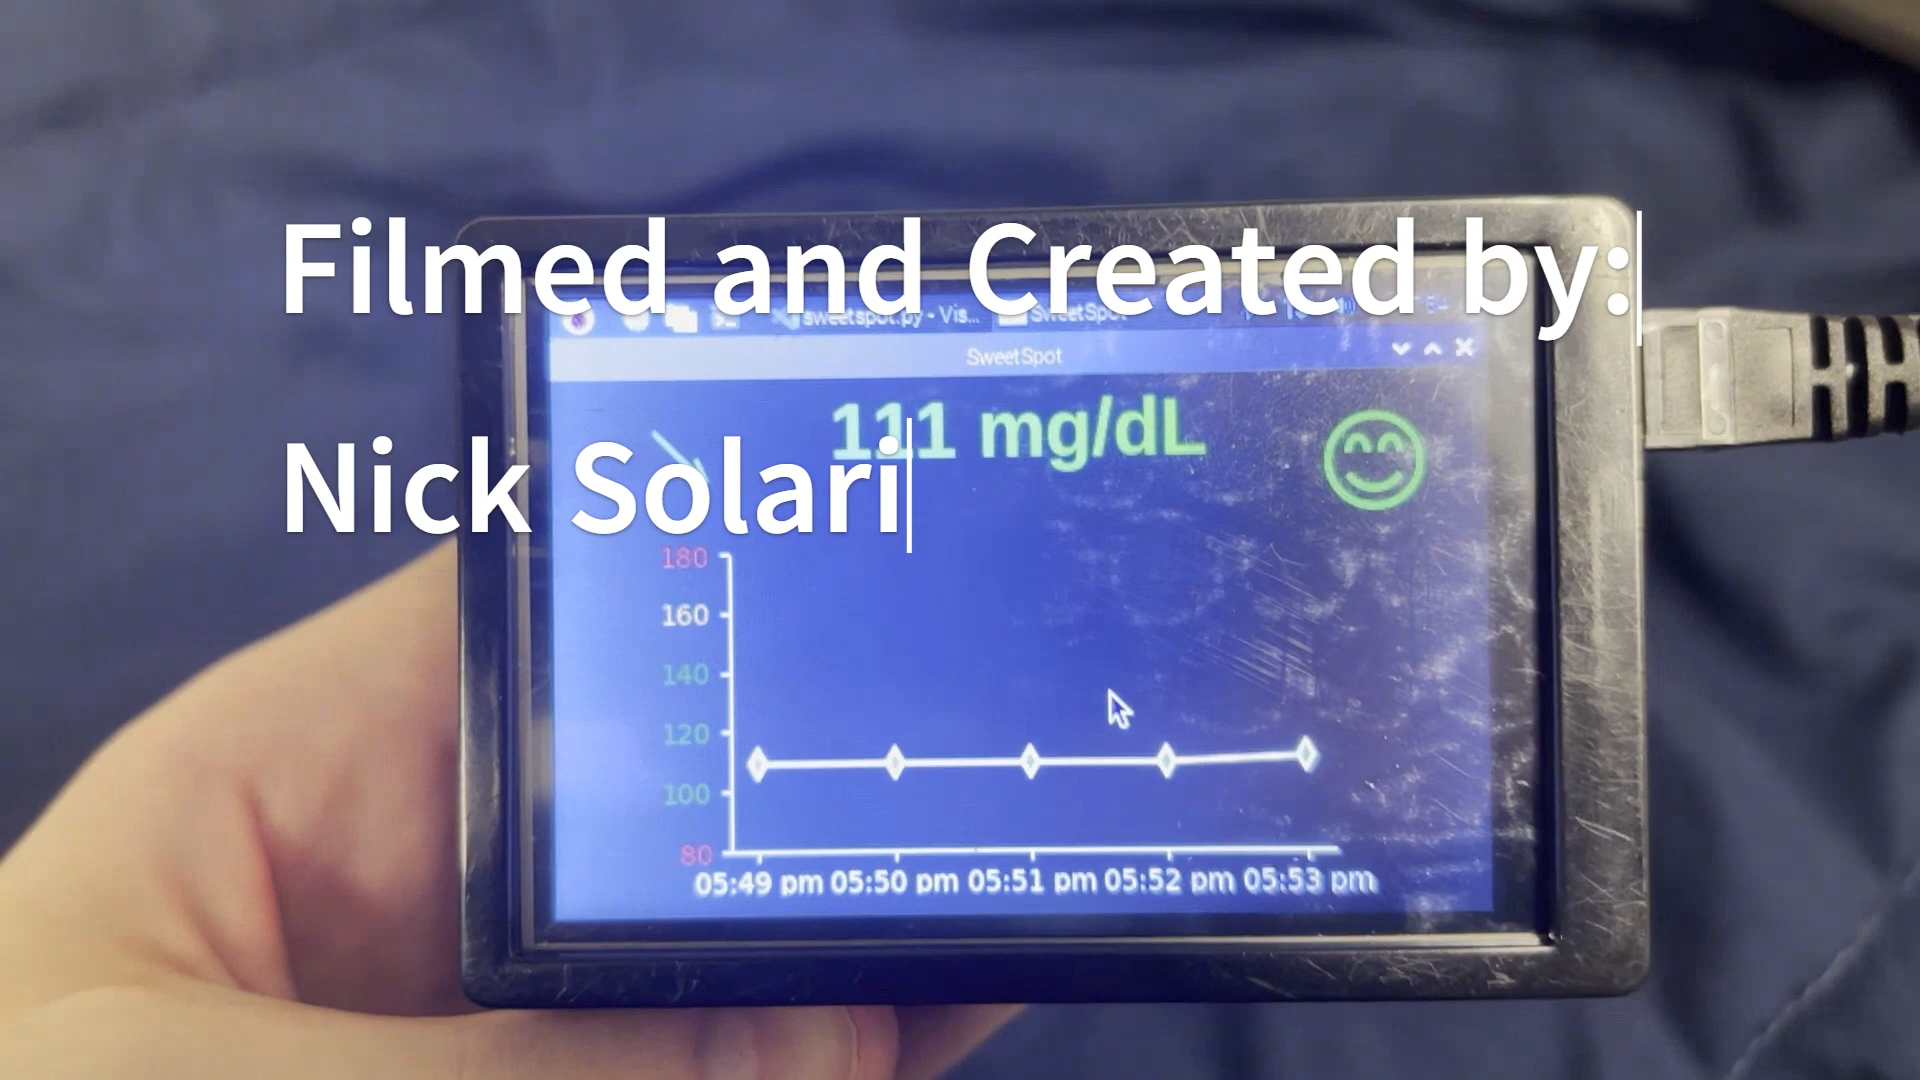 Filmed and Created by:
sweetspot.py - Vis... SweetSpot
SweetSpot
111 mg/dL
Nick Solari
180
160
140
120
100
80
05:49 pm 05:50 pm 05:51 pm 05:52 pm 05:53 pm